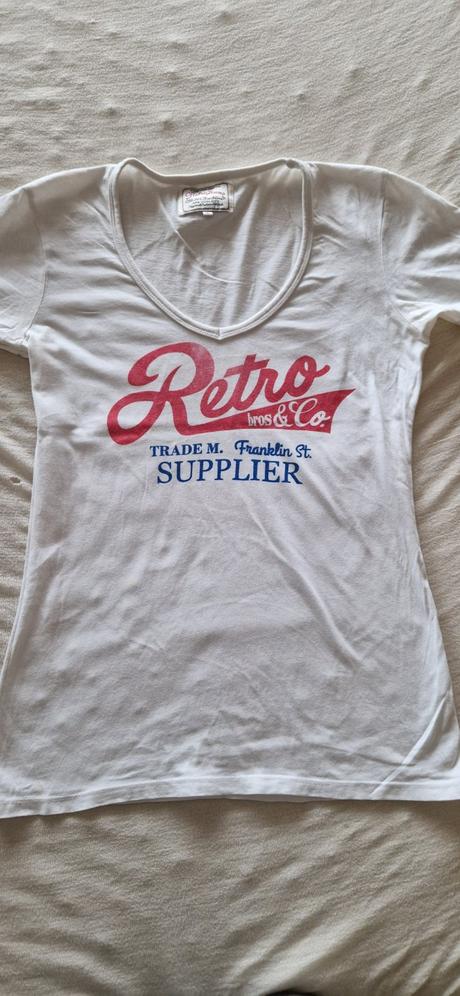 Retro
bros & Co.
TRADE M. Franklin St.
SUPPLIER